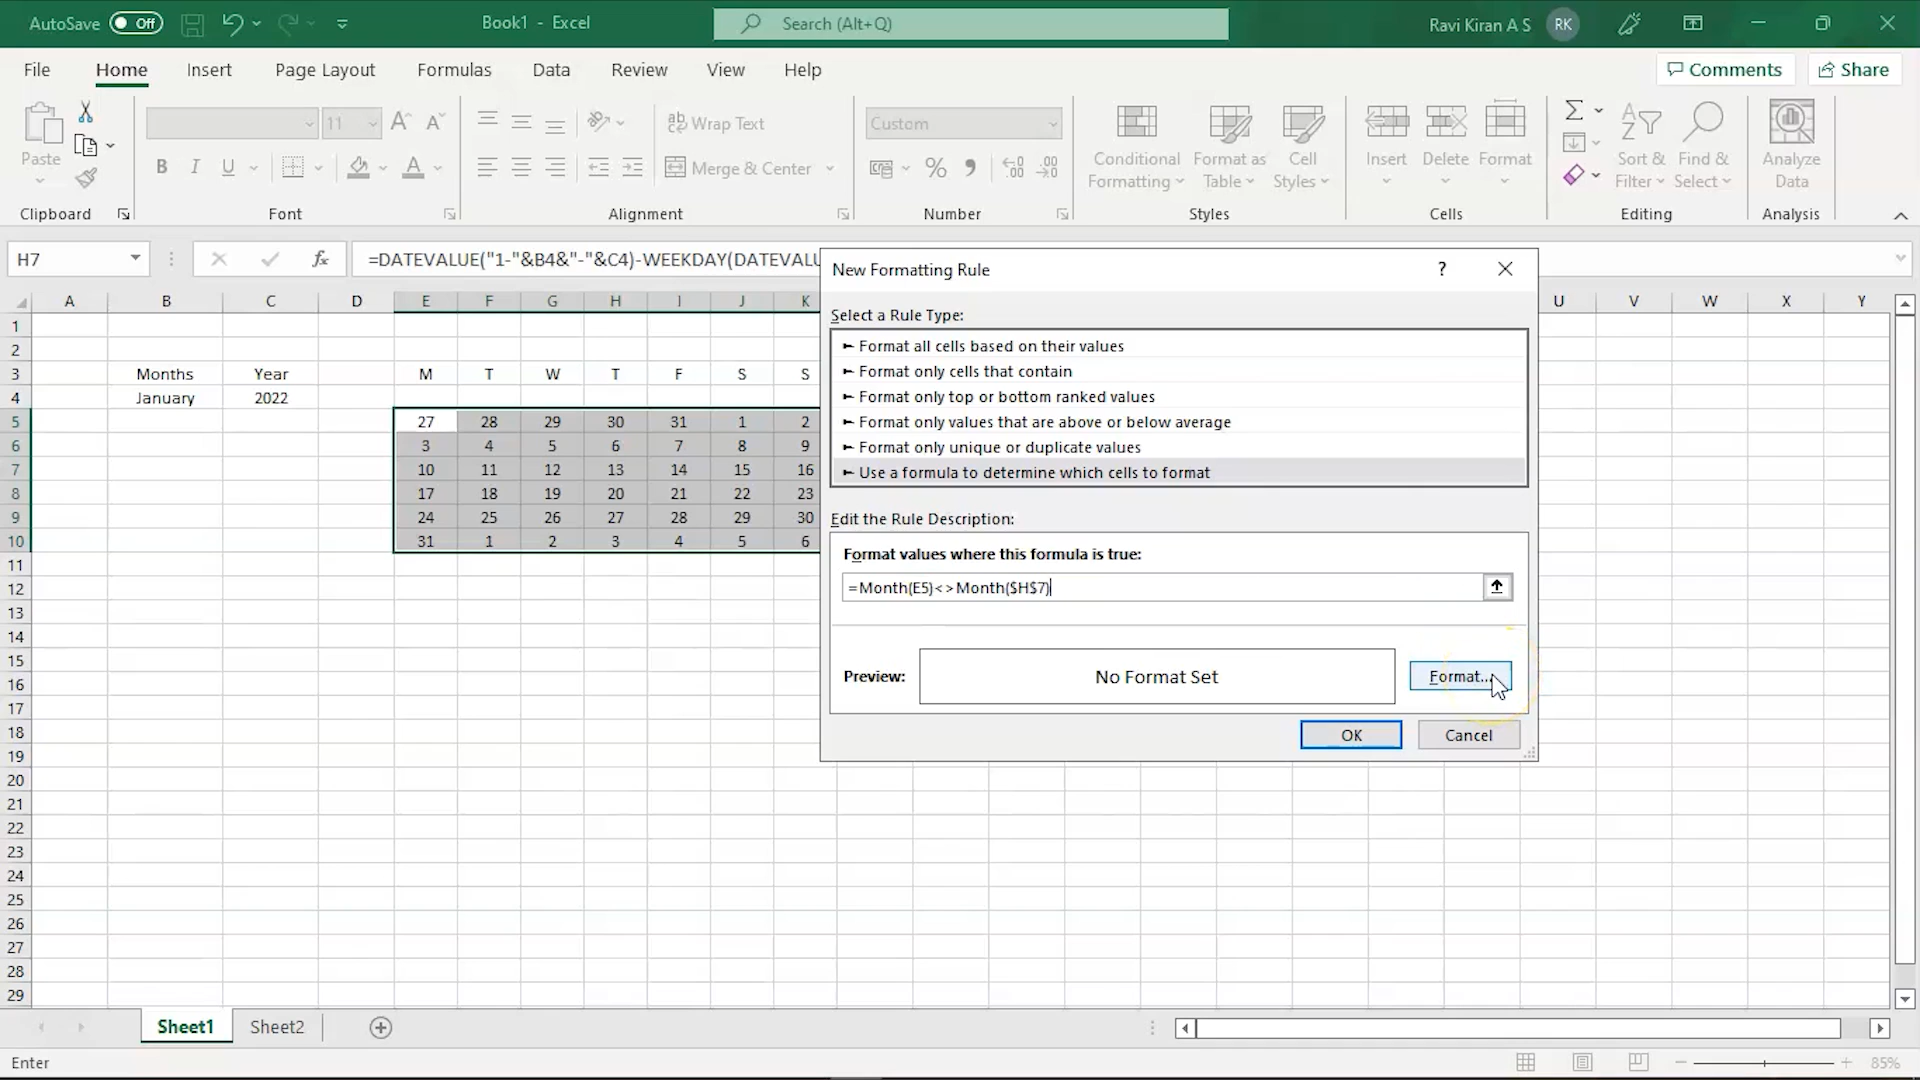 AutoSave Off Book1 - Excel Search (Alt+Q) Ravi Kiran A S RK
File Home Insert Page Layout Formulas Data Review View Help Comments Share
11 Wrap Text Custom
Paste B I U Merge & Center % Conditional Formatting Format as Table Cell Styles Insert Delete Format Sort & Filter Find & Select Analyze Data
Clipboard Font Alignment Number Styles Cells Editing Analysis
H7 fx =DATEVALUE("1-"&B4&"-"&C4)-WEEKDAY(DATEVALU
A B C D E F G H I J K U V W X Y
1
2
3 Months Year M T W T F S S
4 January 2022
5 27 28 29 30 31 1 2
6 3 4 5 6 7 8 9
7 10 11 12 13 14 15 16
8 17 18 19 20 21 22 23
9 24 25 26 27 28 29 30
10 31 1 2 3 4 5 6
11
12
13
14
15
16
17
18
19
20
21
22
23
24
25
26
27
28
29
New Formatting Rule ?
Select a Rule Type:
► Format all cells based on their values
► Format only cells that contain
► Format only top or bottom ranked values
► Format only values that are above or below average
► Format only unique or duplicate values
► Use a formula to determine which cells to format
Edit the Rule Description:
Format values where this formula is true:
=Month(E5)<>Month($H$7)
Preview: No Format Set Format...
OK Cancel
Sheet1 Sheet2
Enter 85%